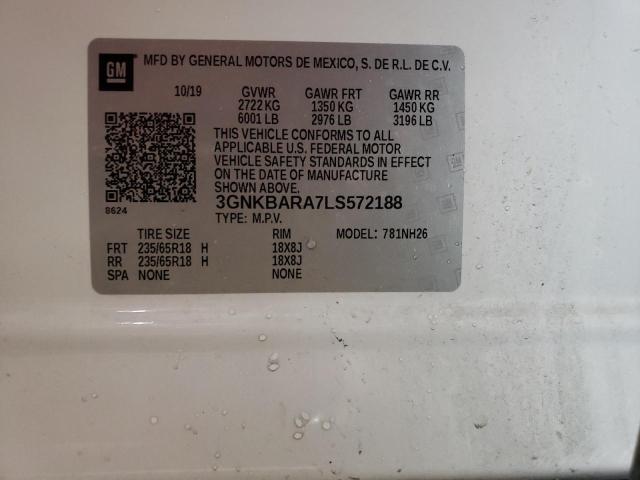 GM MFD BY GENERAL MOTORS DE MEXICO, S. DE R.L. DE C.V.
10/19 GVWR GAWR FRT GAWR RR
2722 KG 1350 KG 1450 KG
6001 LB 2976 LB 3196 LB
THIS VEHICLE CONFORMS TO ALL
APPLICABLE U.S. FEDERAL MOTOR
VEHICLE SAFETY STANDARDS IN EFFECT
ON THE DATE OF MANUFACTURE
SHOWN ABOVE.
3GNKBARA7LS572188
8624
TYPE: M.P.V.
TIRE SIZE RIM MODEL: 781NH26
FRT 235/65R18 H 18X8J
RR 235/65R18 H 18X8J
SPA NONE NONE